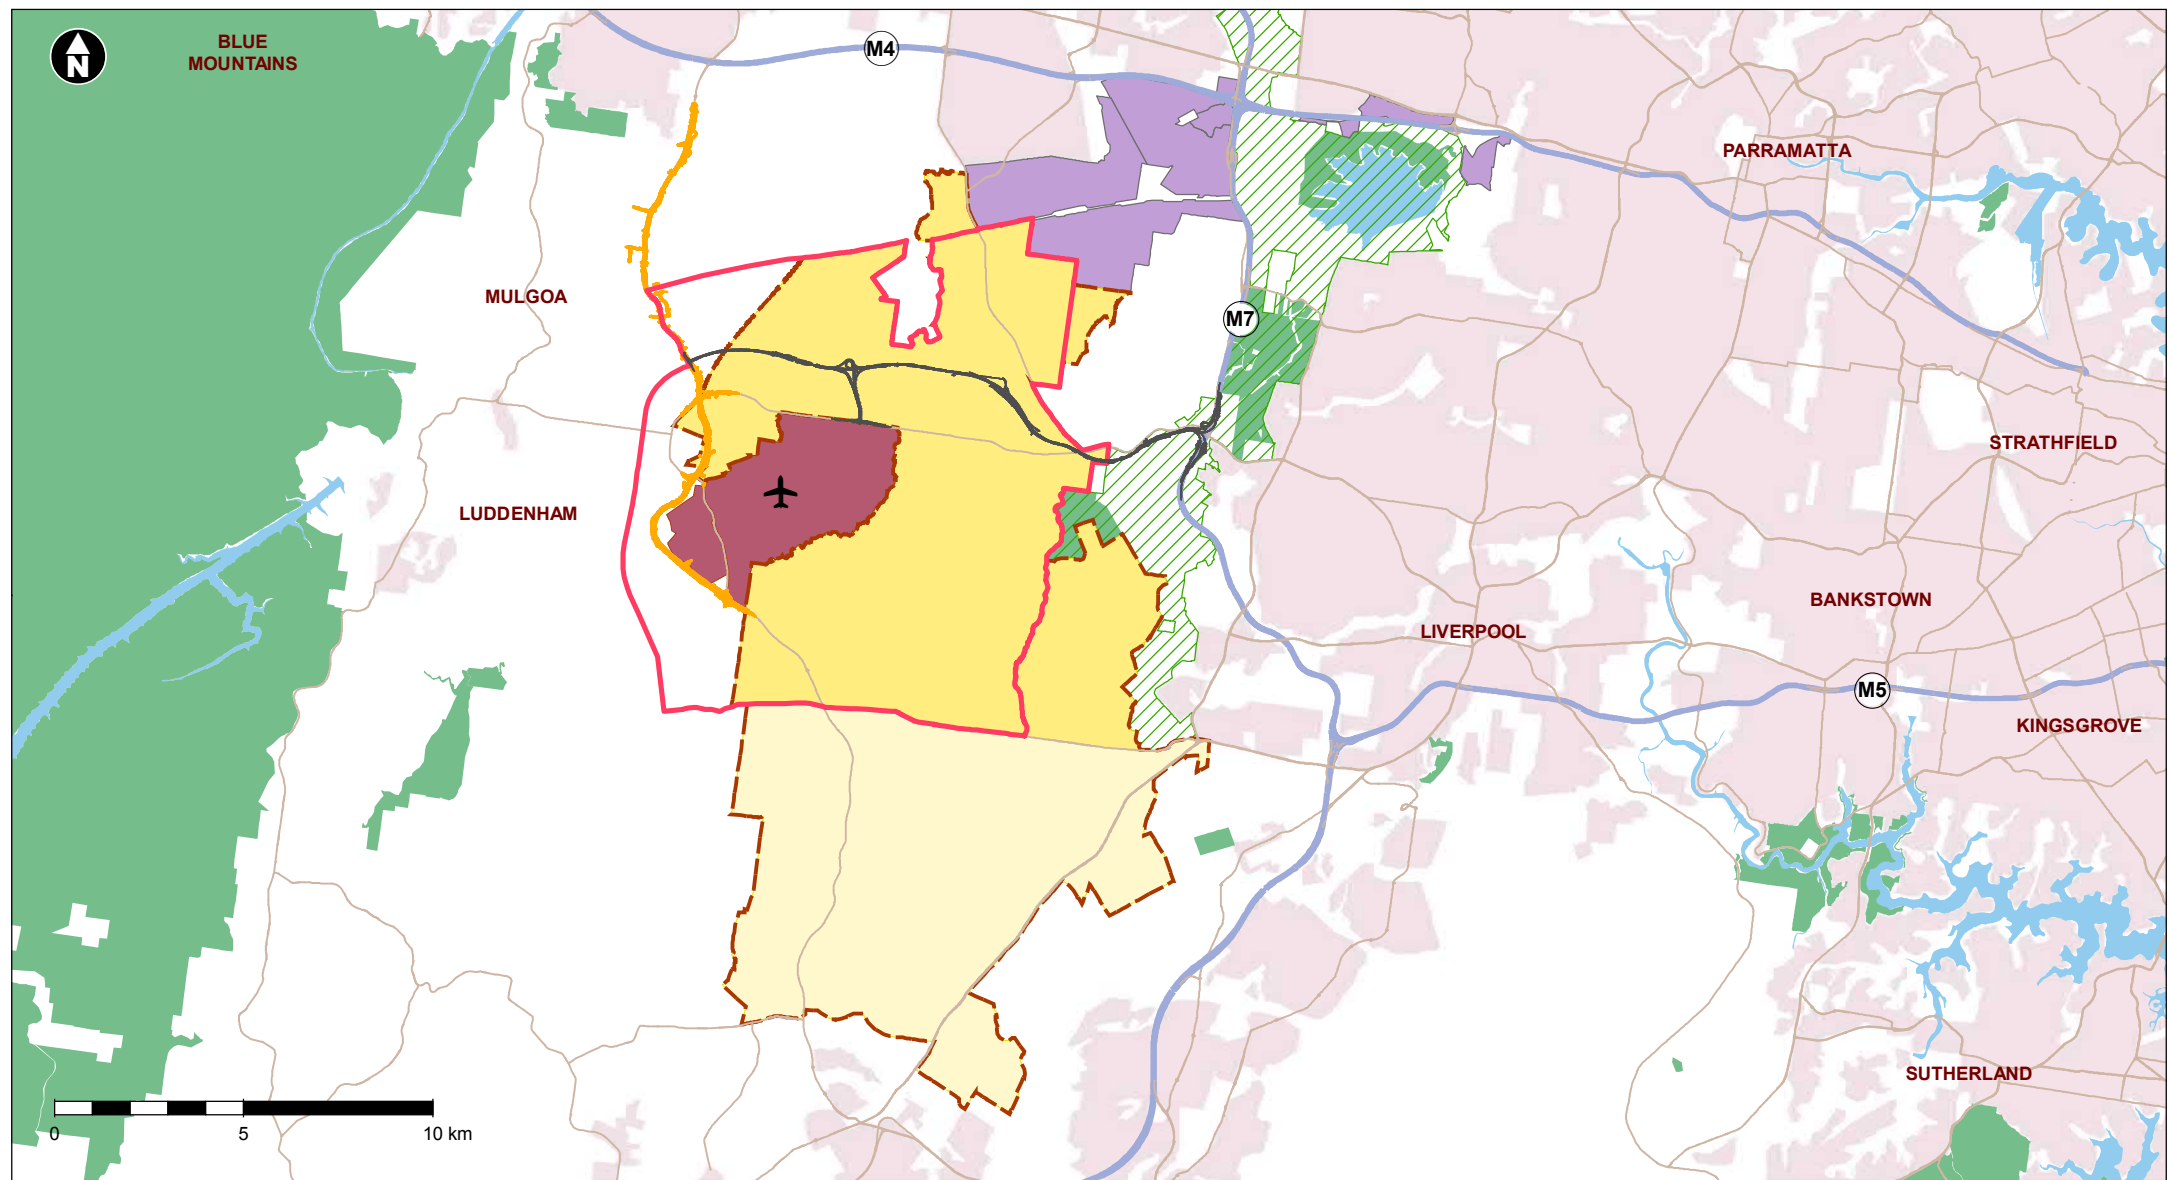 BLUE
MOUNTAINS
N
M4
PARRAMATTA
MULGOA
M7
STRATHFIELD
LUDDENHAM
BANKSTOWN
LIVERPOOL
M5
KINGSGROVE
SUTHERLAND
0 5 10 km